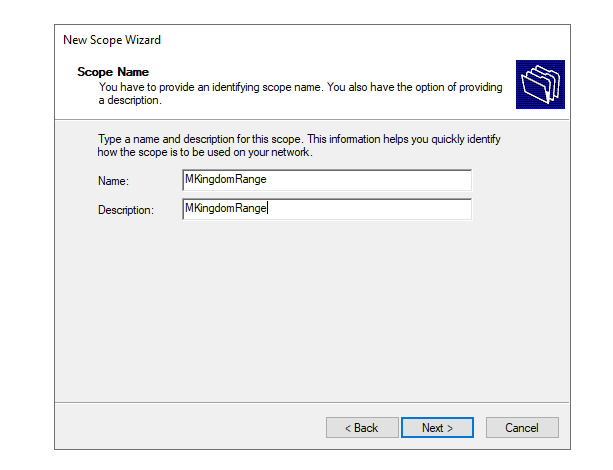 New Scope Wizard
Scope Name
You have to provide an identifying scope name. You also have the option of providing
a description.
Type a name and description for this scope. This information helps you quickly identify
how the scope is to be used on your network.
Name: MKingdomRange
Description: MKingdomRange
< Back Next > Cancel